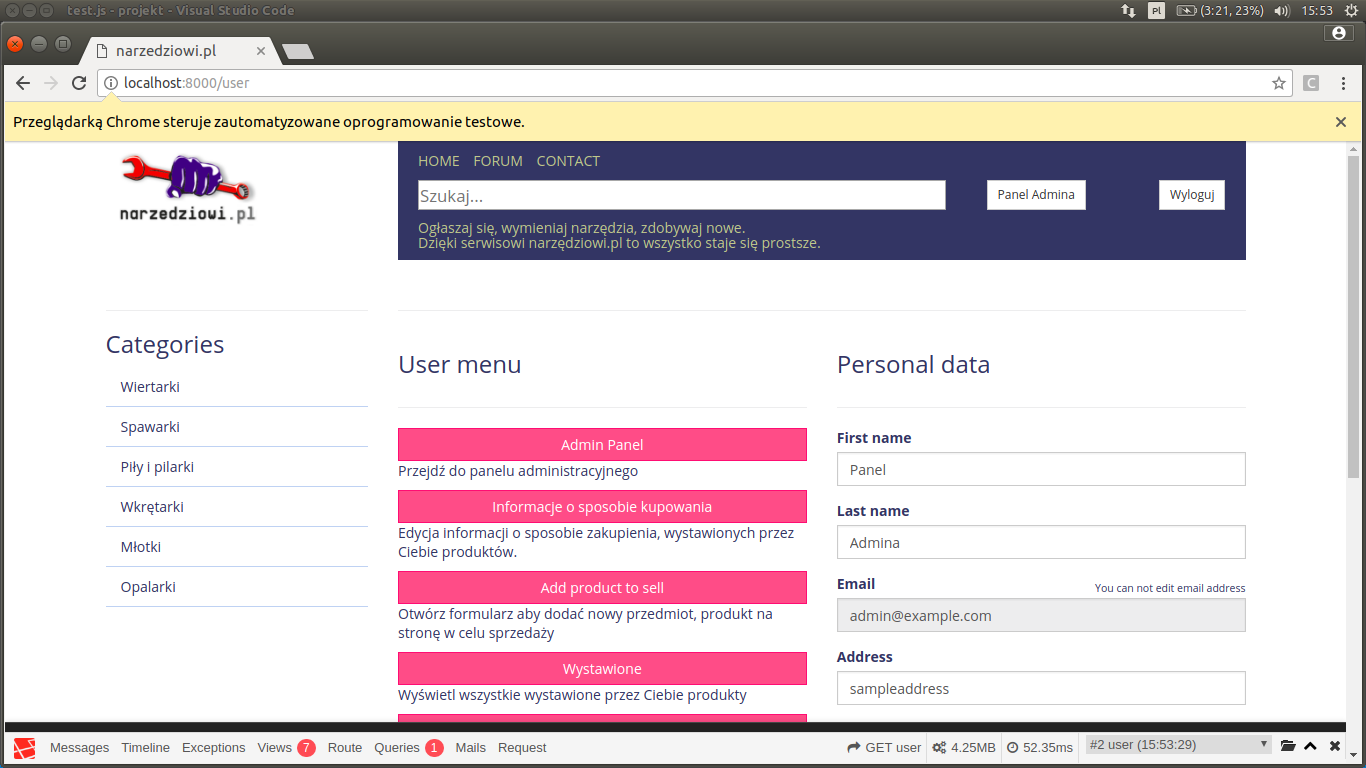 test.js - projekt - Visual Studio Code
Pl
(3:21, 23%)
15:53
narzedziowi.pl
localhost:8000/user
C
Przeglądarką Chrome steruje zautomatyzowane oprogramowanie testowe.
narzedziowi.pl
HOME FORUM CONTACT
Szukaj...
Panel Admina
Wyloguj
Ogłaszaj się, wymieniaj narzędzia, zdobywaj nowe.
Dzięki serwisowi narzędziowi.pl to wszystko staje się prostsze.
Categories
Wiertarki
Spawarki
Piły i pilarki
Wkrętarki
Młotki
Opalarki
User menu
Admin Panel
Przejdź do panelu administracyjnego
Informacje o sposobie kupowania
Edycja informacji o sposobie zakupienia, wystawionych przez
Ciebie produktów.
Add product to sell
Otwórz formularz aby dodać nowy przedmiot, produkt na
stronę w celu sprzedaży
Wystawione
Wyświetl wszystkie wystawione przez Ciebie produkty
Personal data
First name
Panel
Last name
Admina
Email
You can not edit email address
admin@example.com
Address
sampleaddress
Messages Timeline Exceptions Views 7 Route Queries 1 Mails Request
GET user 4.25MB 52.35ms #2 user (15:53:29)